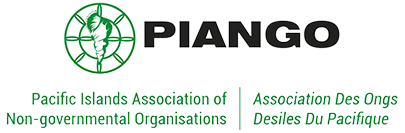 PIANGO
Pacific Islands Association of
Non-governmental Organisations
Association Des Ongs
Desiles Du Pacifique